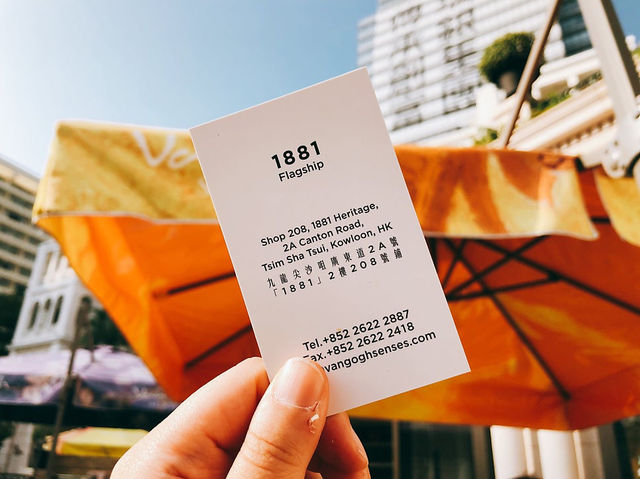 1881
Flagship
Shop 208, 1881 Heritage,
2A Canton Road,
Tsim Sha Tsui, Kowloon, HK
九龍尖沙咀廣東道2A號
「1881」2樓208號舖
Tel.+852 2622 2887
Fax.+852 2622 2418
vangoghsenses.com
Va